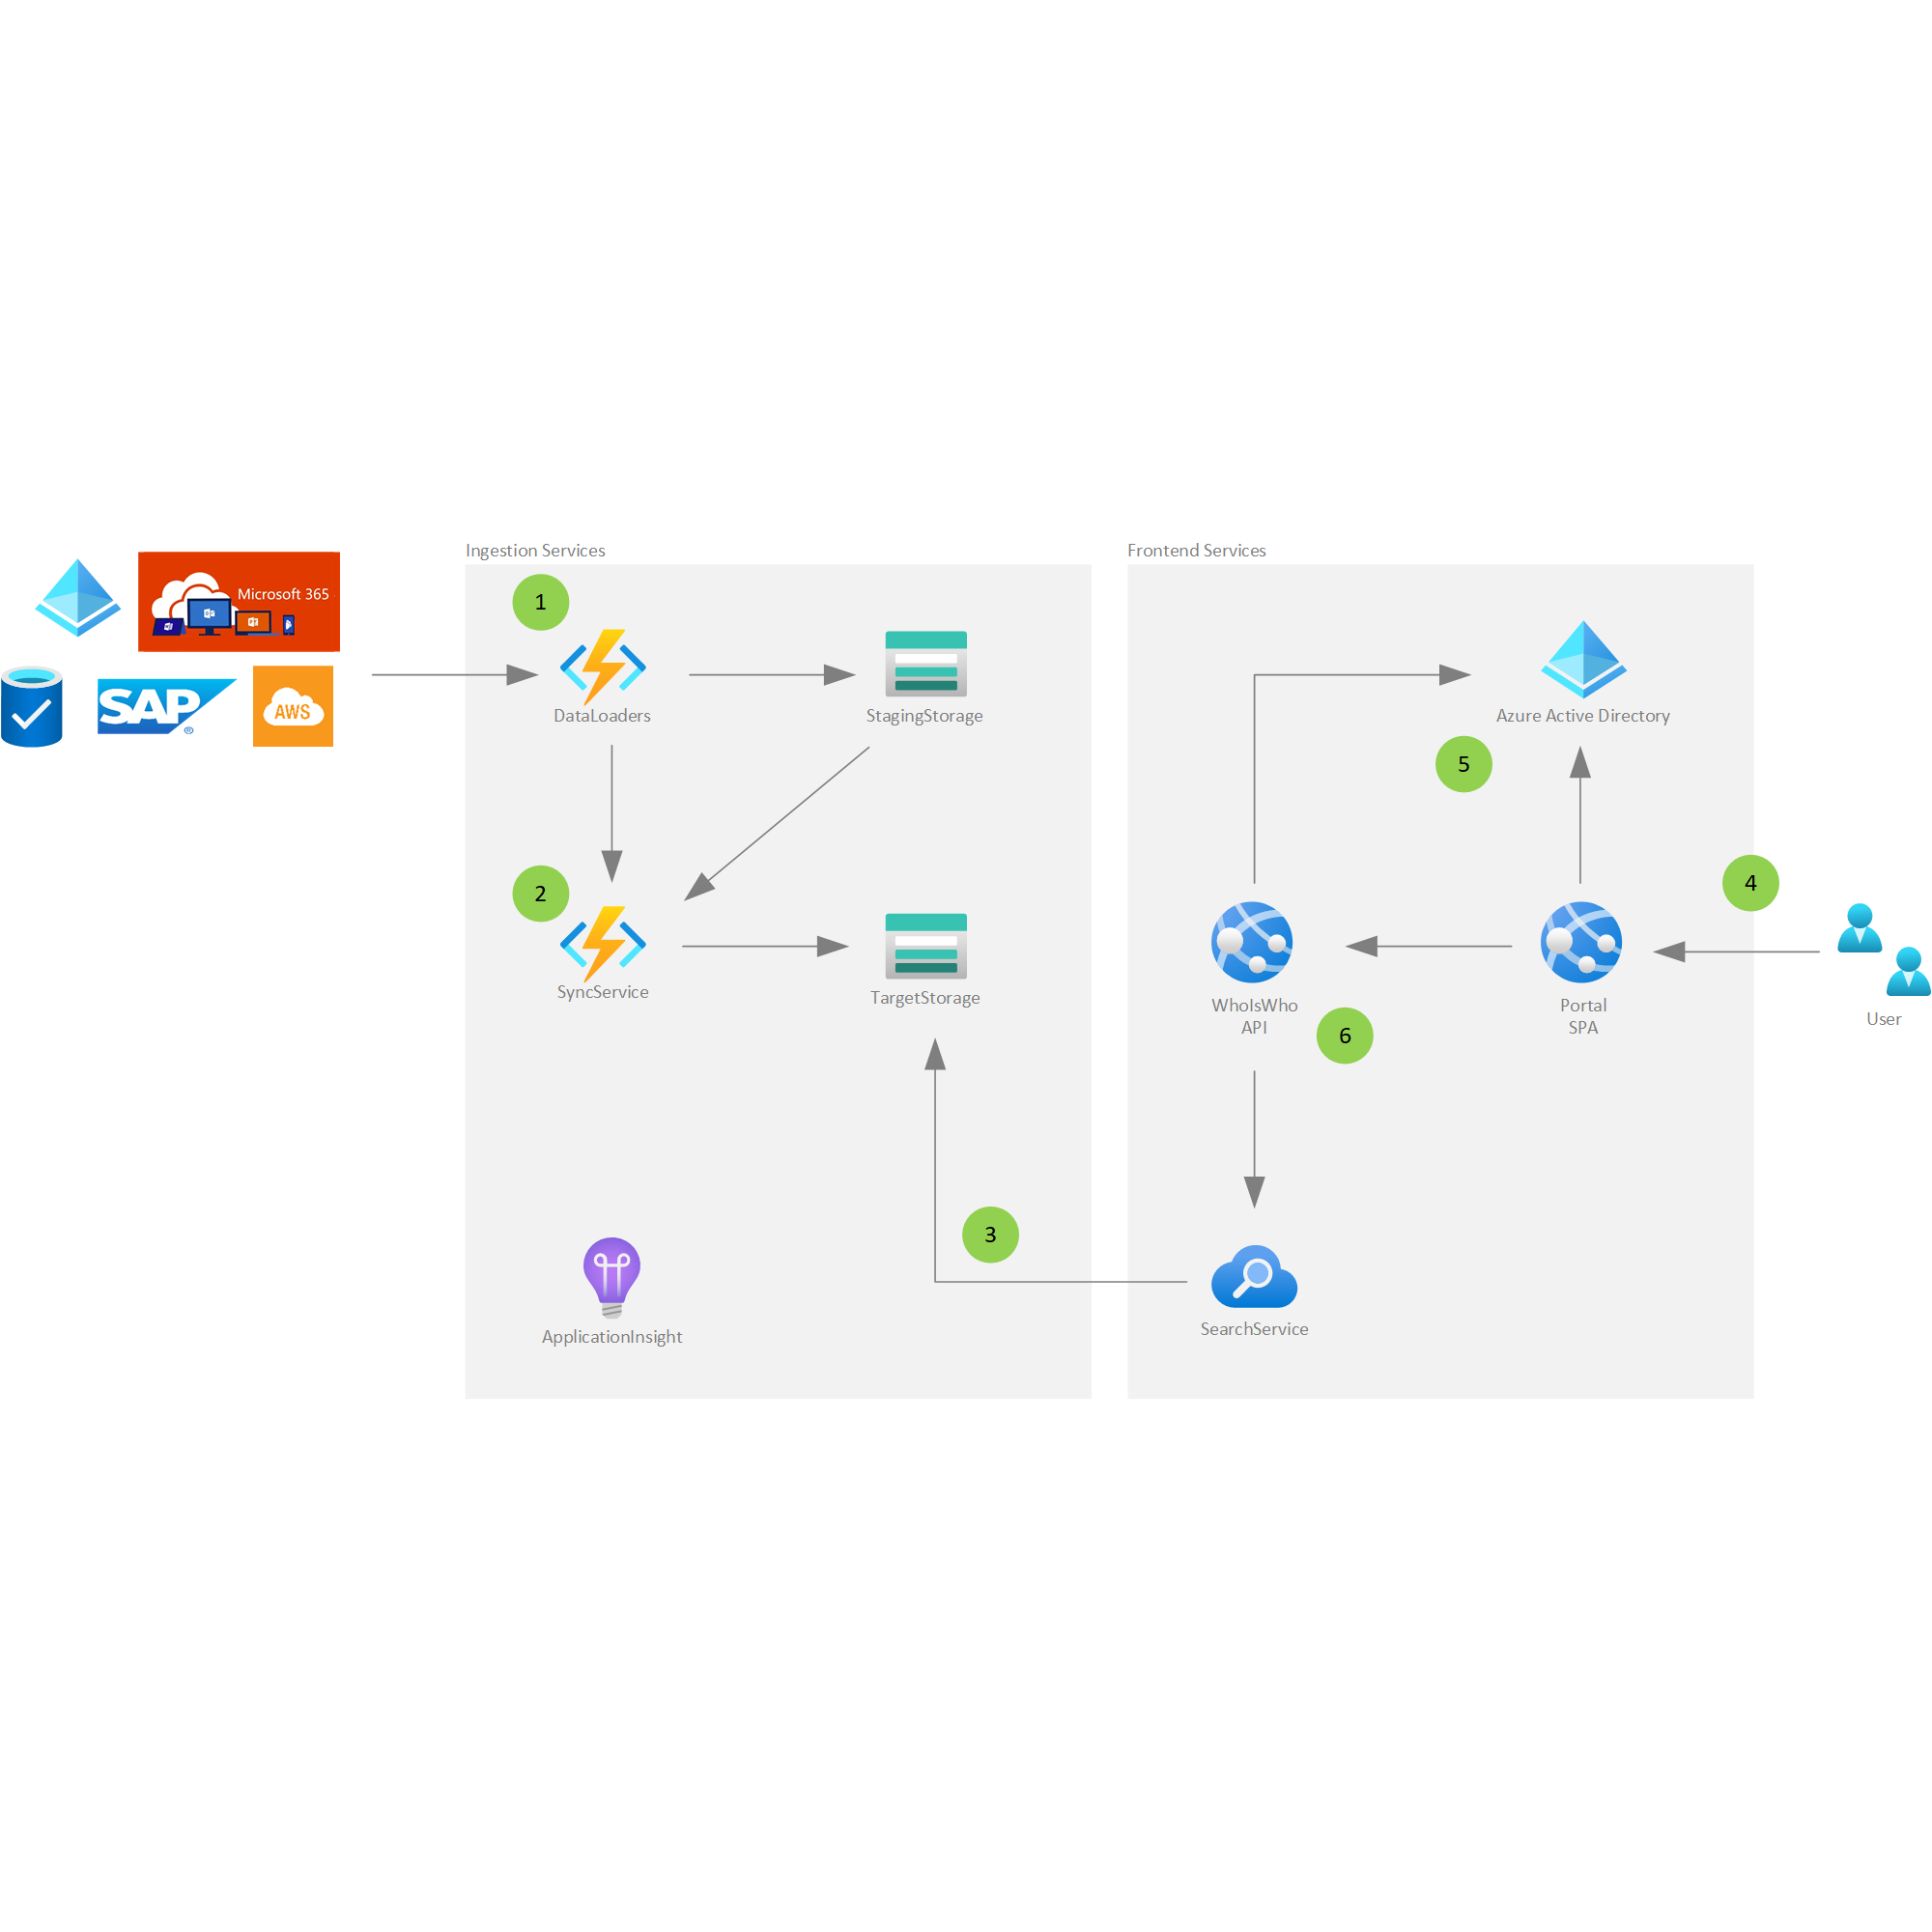 Ingestion Services
Frontend Services
Microsoft 365
SAP
®
AWS
1
DataLoaders
StagingStorage
Azure Active Directory
5
2
SyncService
TargetStorage
4
WhoIsWho
API
Portal
SPA
User
6
3
ApplicationInsight
SearchService